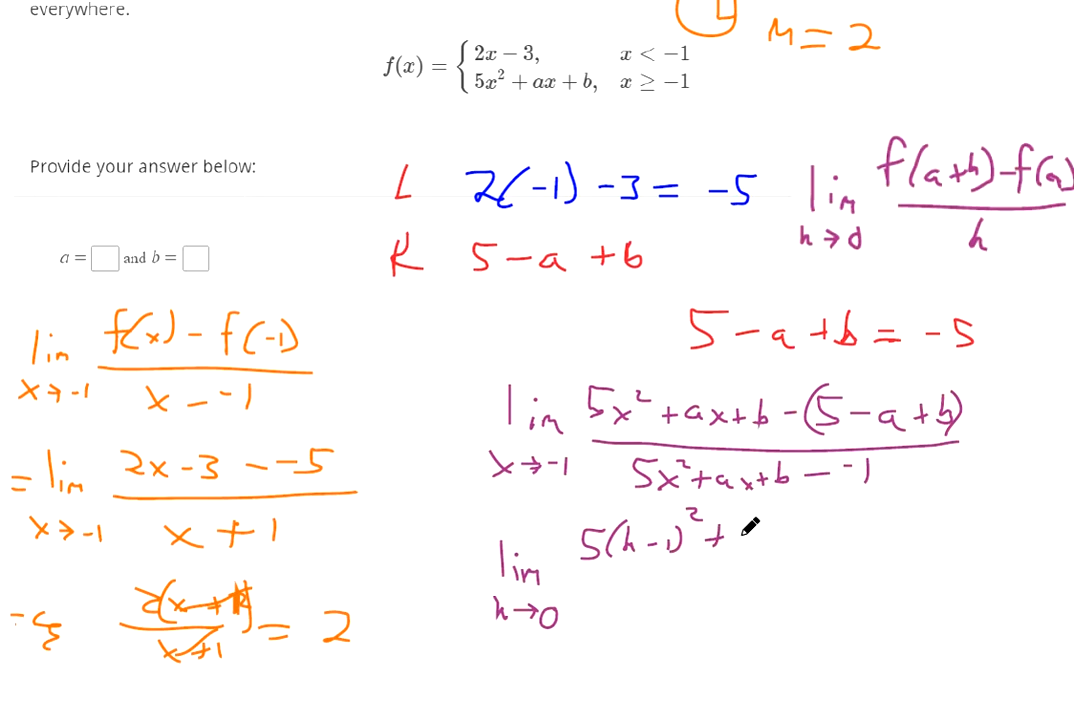 everywhere.
M = 2
f(x) = { 2x − 3, x < −1
5x² + ax + b, x ≥ −1
Provide your answer below:
L 2(-1) -3 = -5
lim h→0 f(a+h)-f(a) / h
R 5-a+b
a = and b =
5-a+b = -5
lim x→-1 f(x) - f(-1) / x - -1
lim x→-1 5x²+ax+b-(5-a+b) / 5x²+ax+b - -1
= lim x→-1 2x-3 - -5 / x+1
lim h→0 5(h-1)²+
2(x+1) / x+1 = 2